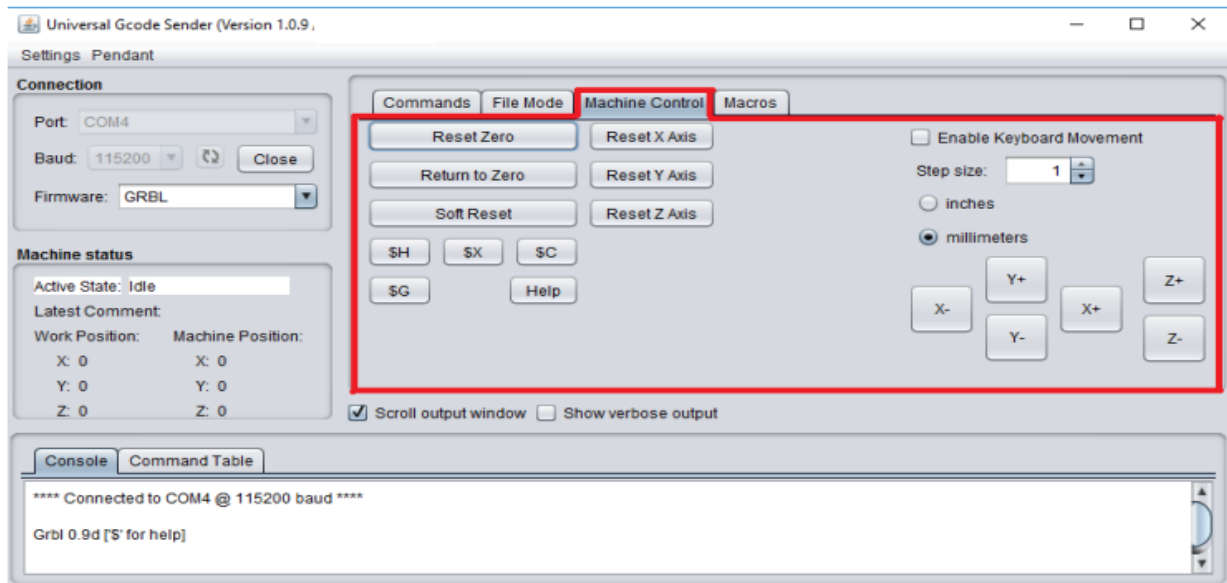 Universal Gcode Sender (Version 1.0.9
Settings Pendant
Connection
Port: COM4
Baud: 115200 Close
Firmware: GRBL
Machine status
Active State: Idle
Latest Comment:
Work Position: Machine Position:
X: 0 X: 0
Y: 0 Y: 0
Z: 0 Z: 0
Commands File Mode Machine Control Macros
Reset Zero Reset X Axis
Return to Zero Reset Y Axis
Soft Reset Reset Z Axis
$H $X $C
$G Help
Enable Keyboard Movement
Step size: 1
inches
millimeters
Y+ Z+
X- X+
Y- Z-
Scroll output window Show verbose output
Console Command Table
**** Connected to COM4 @ 115200 baud ****
Grbl 0.9d ['$' for help]